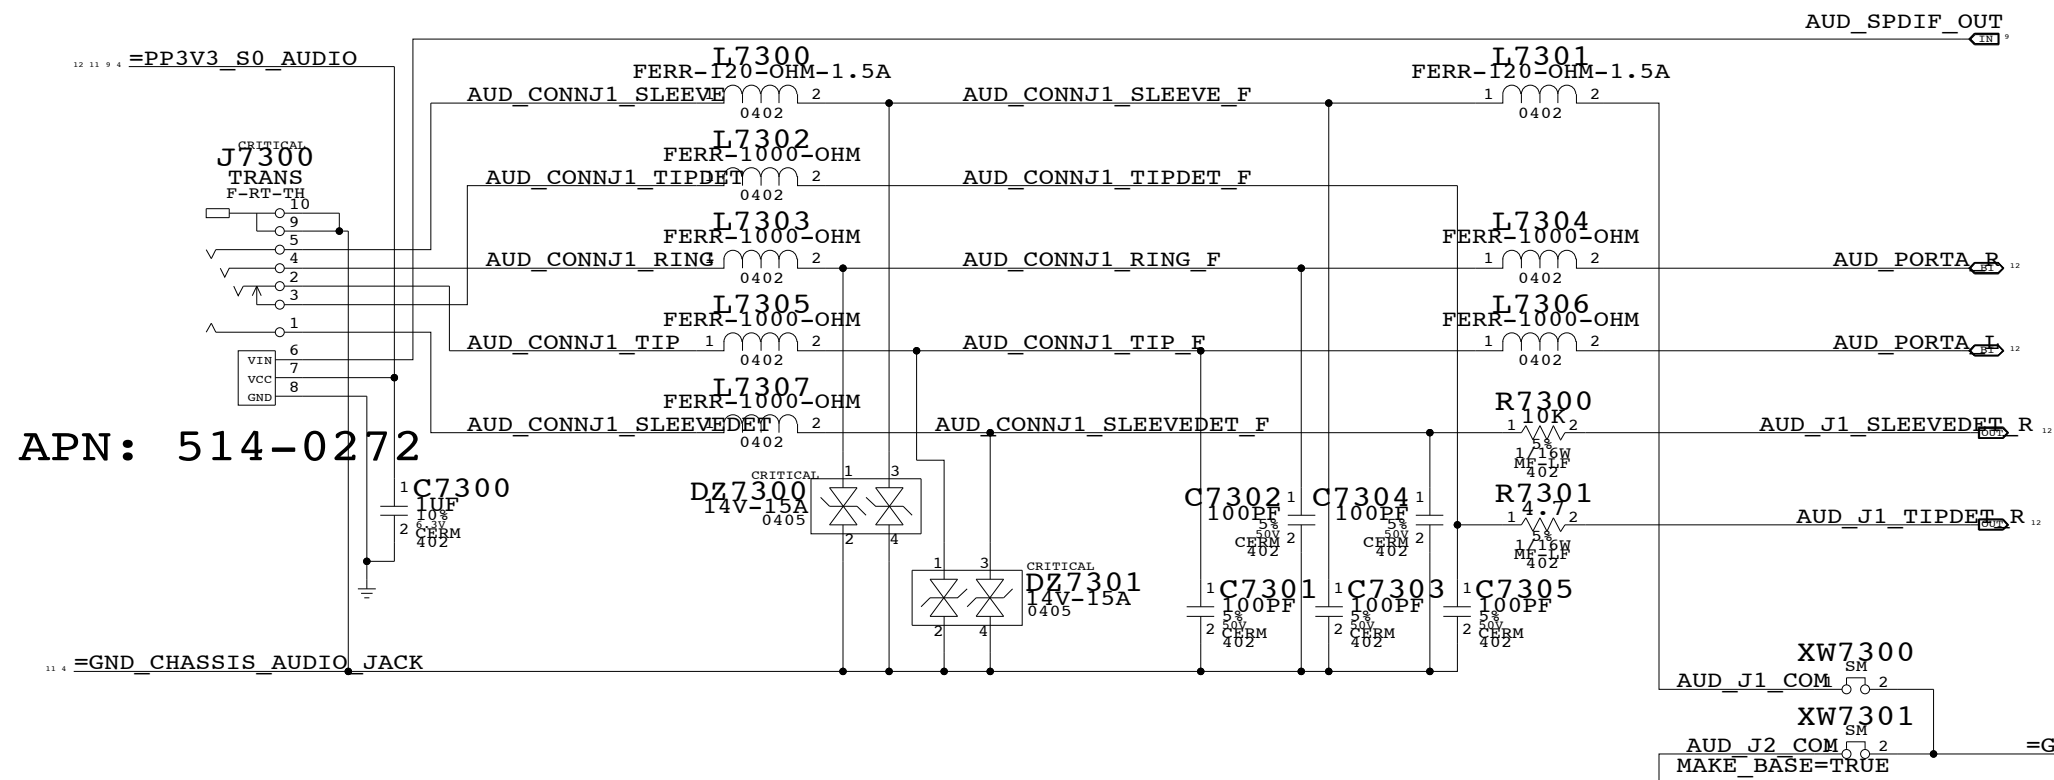 AUD_SPDIF_OUT
IN 9
12 11 9 4 =PP3V3_S0_AUDIO
L7300
FERR-120-OHM-1.5A
AUD_CONNJ1_SLEEVE 1 2
0402
AUD_CONNJ1_SLEEVE_F
L7301
FERR-120-OHM-1.5A
1 2
0402
L7302
FERR-1000-OHM
AUD_CONNJ1_TIPDET 1 2
0402
AUD_CONNJ1_TIPDET_F
CRITICAL
J7300
TRANS
F-RT-TH
10
9
5
4
2
3
1
6
7
8
VIN
VCC
GND
L7303
FERR-1000-OHM
AUD_CONNJ1_RING 1 2
0402
AUD_CONNJ1_RING_F
L7304
FERR-1000-OHM
1 2
0402
AUD_PORTA_R
BI 12
L7305
FERR-1000-OHM
AUD_CONNJ1_TIP 1 2
0402
AUD_CONNJ1_TIP_F
L7306
FERR-1000-OHM
1 2
0402
AUD_PORTA_L
BI 12
L7307
FERR-1000-OHM
AUD_CONNJ1_SLEEVEDET 1 2
0402
AUD_CONNJ1_SLEEVEDET_F
R7300
10K
1 2
5%
1/16W
MF-LF
402
AUD_J1_SLEEVEDET_R
OUT 12
APN: 514-0272
1 C7300
1UF
10%
6.3V
2 CERM
402
CRITICAL
DZ7300
14V-15A
0405
1 3
2 4
CRITICAL
DZ7301
14V-15A
0405
1 3
2 4
C7302 1
100PF
5%
50V
CERM 2
402
C7304 1
100PF
5%
50V
CERM 2
402
R7301
4.7
1 2
5%
1/16W
MF-LF
402
AUD_J1_TIPDET_R
OUT 12
1 C7301
100PF
5%
50V
2 CERM
402
1 C7303
100PF
5%
50V
2 CERM
402
1 C7305
100PF
5%
50V
2 CERM
402
11 4 =GND_CHASSIS_AUDIO_JACK
XW7300
SM
AUD_J1_COM 1 2
XW7301
SM
AUD_J2_COM 1 2
MAKE_BASE=TRUE
=G